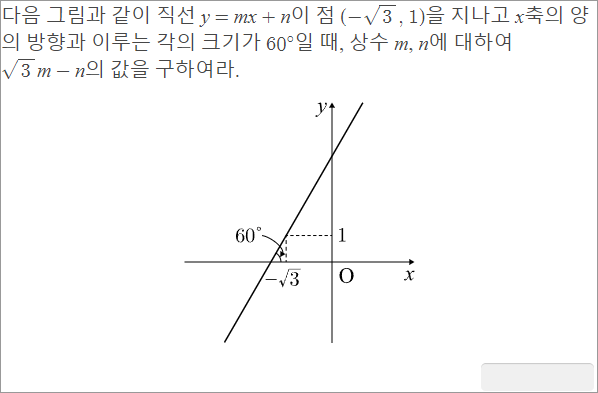 다음 그림과 같이 직선 y = mx + n이 점 (−√3 , 1)을 지나고 x축의 양
의 방향과 이루는 각의 크기가 60°일 때, 상수 m, n에 대하여
√3 m − n의 값을 구하여라.
y
60°
1
−√3
O
x